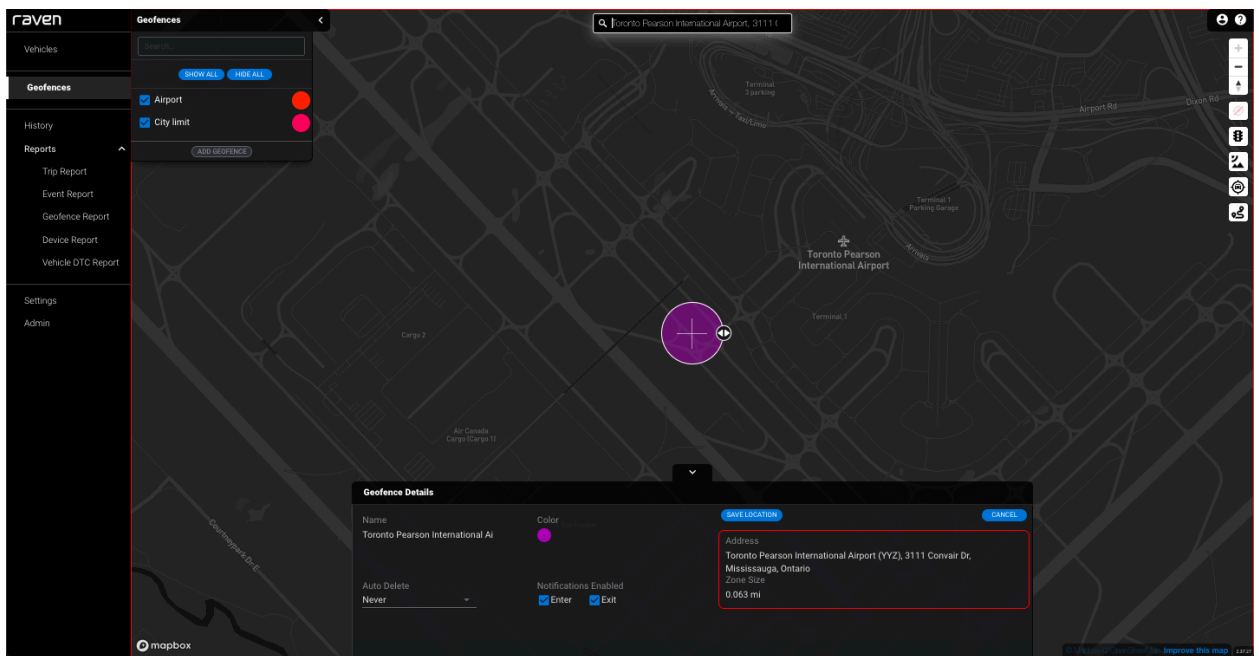 raven
Geofences
Toronto Pearson International Airport, 3111 (
Vehicles
Search...
Geofences
SHOW ALL
HIDE ALL
Airport
City limit
ADD GEOFENCE
History
Reports
Trip Report
Event Report
Geofence Report
Device Report
Vehicle DTC Report
Settings
Admin
Terminal
3 parking
Arrivals - Taxi/Limo
Airport Rd
Dixon Rd
Terminal 1
Parking Garage
Arrivals
Toronto Pearson
International Airport
Terminal 1
Cargo 2
Air Canada
Cargo (Cargo 1)
Courtneypark Dr E
Geofence Details
Name
Toronto Pearson International Ai
Color
SAVE LOCATION
CANCEL
Address
Toronto Pearson International Airport (YYZ), 3111 Convair Dr,
Mississauga, Ontario
Zone Size
0.063 mi
Auto Delete
Never
Notifications Enabled
Enter
Exit
mapbox
© Mapbox © OpenStreetMap Improve this map